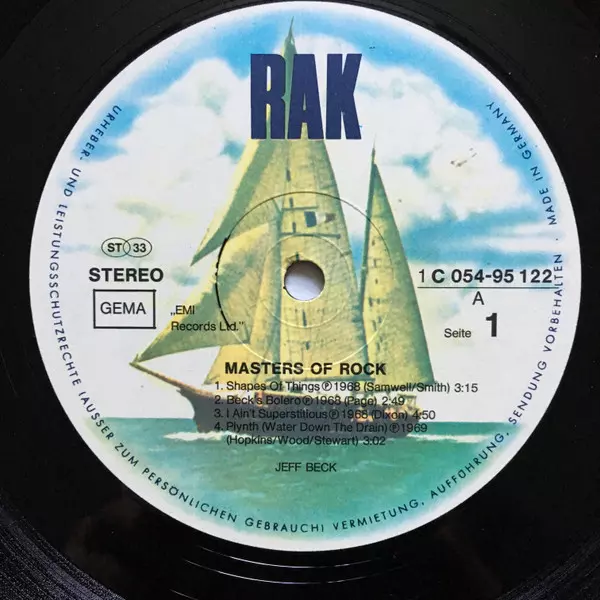 RAK
URHEBER- UND LEISTUNGSSCHUTZRECHTE (AUSSER ZUM PERSÖNLICHEN GEBRAUCH) VERMIETUNG, AUFFÜHRUNG, SENDUNG VORBEHALTEN · MADE IN GERMANY
ST 33
STEREO
GEMA
„EMI
Records Ltd."
1 C 054-95 122
A
Seite 1
MASTERS OF ROCK
1. Shapes Of Things ℗ 1968 (Samwell/Smith) 3:15
2. Beck's Bolero ℗ 1968 (Page) 2:49
3. I Ain't Superstitious ℗ 1968 (Dixon) 4:50
4. Plynth (Water Down The Drain) ℗ 1969
(Hopkins/Wood/Stewart) 3:02
JEFF BECK